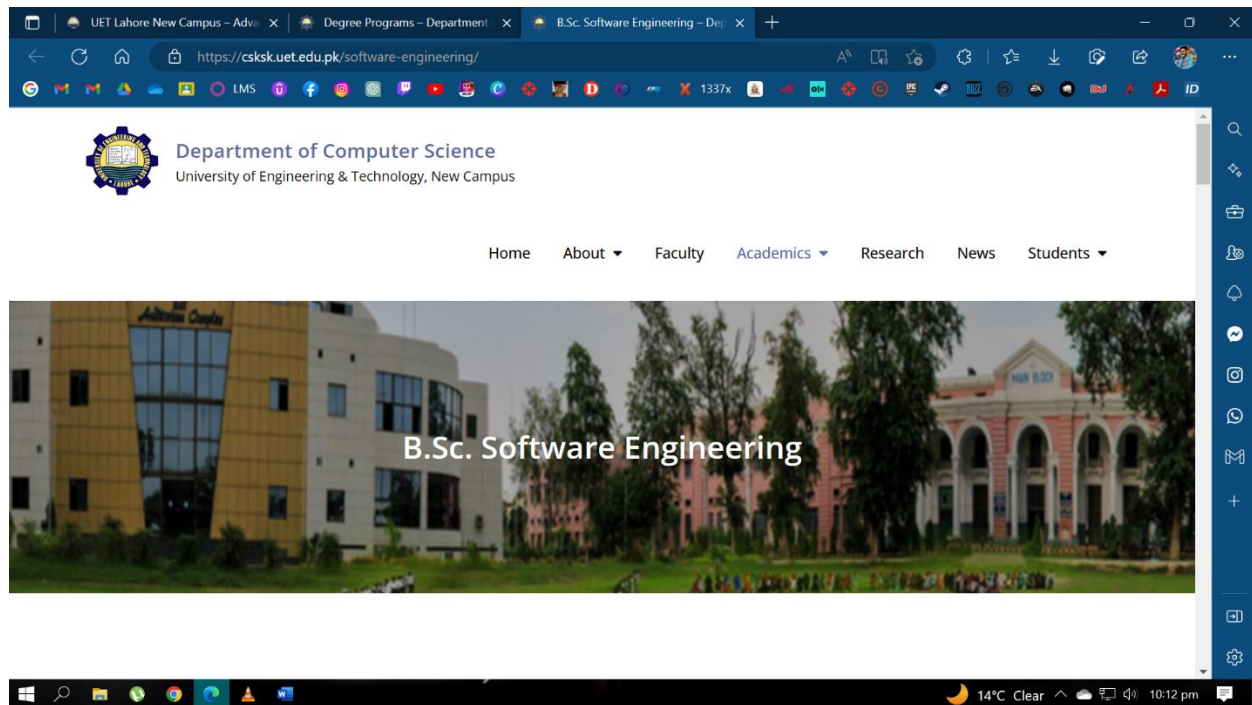 UET Lahore New Campus – Adva
Degree Programs – Department
B.Sc. Software Engineering – Dep
https://csksk.uet.edu.pk/software-engineering/
LMS
1337x
ID
Department of Computer Science
University of Engineering & Technology, New Campus
Home About Faculty Academics Research News Students
B.Sc. Software Engineering
MAIN BLOCK
14°C Clear
10:12 pm